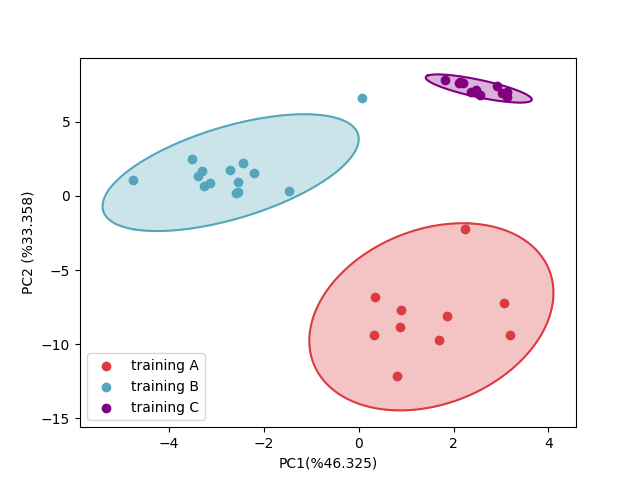 5
0
−5
−10
−15
PC2 (%33.358)
training A
training B
training C
−4 −2 0 2 4
PC1(%46.325)